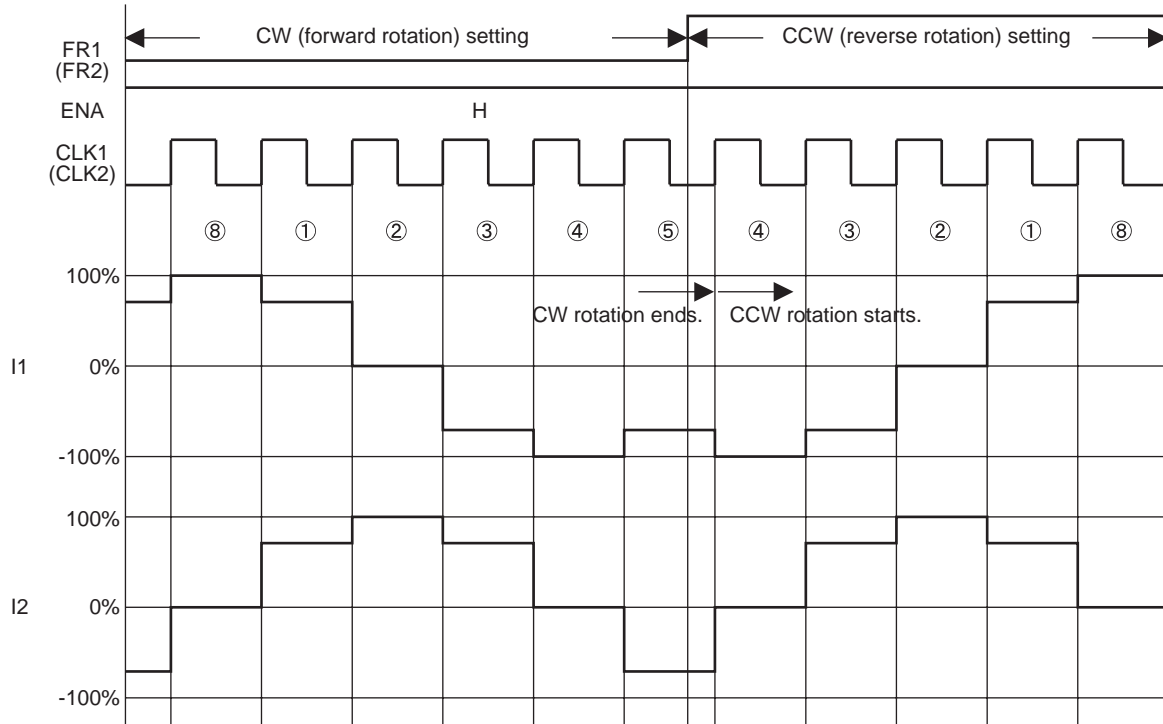 CW (forward rotation) setting
CCW (reverse rotation) setting
FR1
(FR2)
ENA
H
CLK1
(CLK2)
⑧ ① ② ③ ④ ⑤ ④ ③ ② ① ⑧
100%
CW rotation ends.
CCW rotation starts.
I1
0%
-100%
100%
I2
0%
-100%